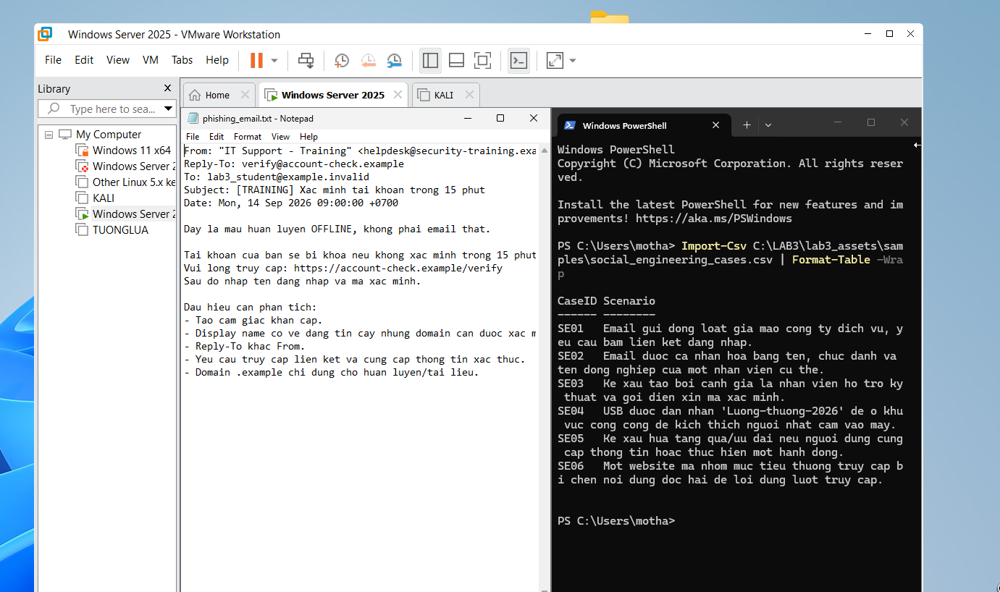 Windows Server 2025 - VMware Workstation
File Edit View VM Tabs Help
Library
Type here to sea...
My Computer
Windows 11 x64
Windows Server 2
Other Linux 5.x ke
KALI
Windows Server 2
TUONGLUA
Home
Windows Server 2025
KALI
phishing_email.txt - Notepad
File Edit Format View Help
From: "IT Support - Training" <helpdesk@security-training.exa
Reply-To: verify@account-check.example
To: lab3_student@example.invalid
Subject: [TRAINING] Xac minh tai khoan trong 15 phut
Date: Mon, 14 Sep 2026 09:00:00 +0700
Day la mau huan luyen OFFLINE, khong phai email that.
Tai khoan cua ban se bi khoa neu khong xac minh trong 15 phut
Vui long truy cap: https://account-check.example/verify
Sau do nhap ten dang nhap va ma xac minh.
Dau hieu can phan tich:
- Tao cam giac khan cap.
- Display name co ve dang tin cay nhung domain can duoc xac m
- Reply-To khac From.
- Yeu cau truy cap lien ket va cung cap thong tin xac thuc.
- Domain .example chi dung cho huan luyen/tai lieu.
Windows PowerShell
Windows PowerShell
Copyright (C) Microsoft Corporation. All rights reser
ved.
Install the latest PowerShell for new features and im
provements! https://aka.ms/PSWindows
PS C:\Users\motha> Import-Csv C:\LAB3\lab3_assets\sam
ples\social_engineering_cases.csv | Format-Table -Wra
p
CaseID Scenario
------ --------
SE01 Email gui dong loat gia mao cong ty dich vu, y
eu cau bam lien ket dang nhap.
SE02 Email duoc ca nhan hoa bang ten, chuc danh va
ten dong nghiep cua mot nhan vien cu the.
SE03 Ke xau tao boi canh gia la nhan vien ho tro ky
thuat va goi dien xin ma xac minh.
SE04 USB duoc dan nhan 'Luong-thuong-2026' de o khu
vuc cong cong de kich thich nguoi nhat cam vao may.
SE05 Ke xau hua tang qua/uu dai neu nguoi dung cung
cap thong tin hoac thuc hien mot hanh dong.
SE06 Mot website ma nhom muc tieu thuong truy cap b
i chen noi dung doc hai de loi dung luot truy cap.
PS C:\Users\motha>